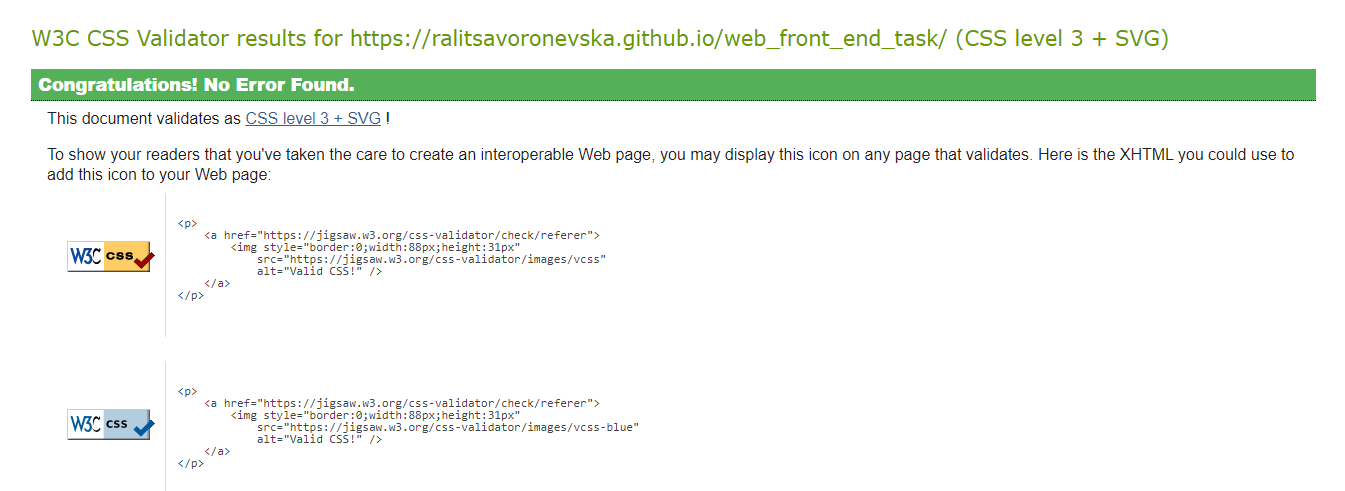 W3C CSS Validator results for https://ralitsavoronevska.github.io/web_front_end_task/ (CSS level 3 + SVG)
Congratulations! No Error Found.
This document validates as CSS level 3 + SVG !
To show your readers that you've taken the care to create an interoperable Web page, you may display this icon on any page that validates. Here is the XHTML you could use to
add this icon to your Web page:
<p>
<a href="https://jigsaw.w3.org/css-validator/check/referer">
<img style="border:0;width:88px;height:31px"
W3C css
src="https://jigsaw.w3.org/css-validator/images/vcss"
alt="Valid CSS!" />
</a>
</p>
<p>
<a href="https://jigsaw.w3.org/css-validator/check/referer">
<img style="border:0;width:88px;height:31px"
W3C css
src="https://jigsaw.w3.org/css-validator/images/vcss-blue"
alt="Valid CSS!" />
</a>
</p>